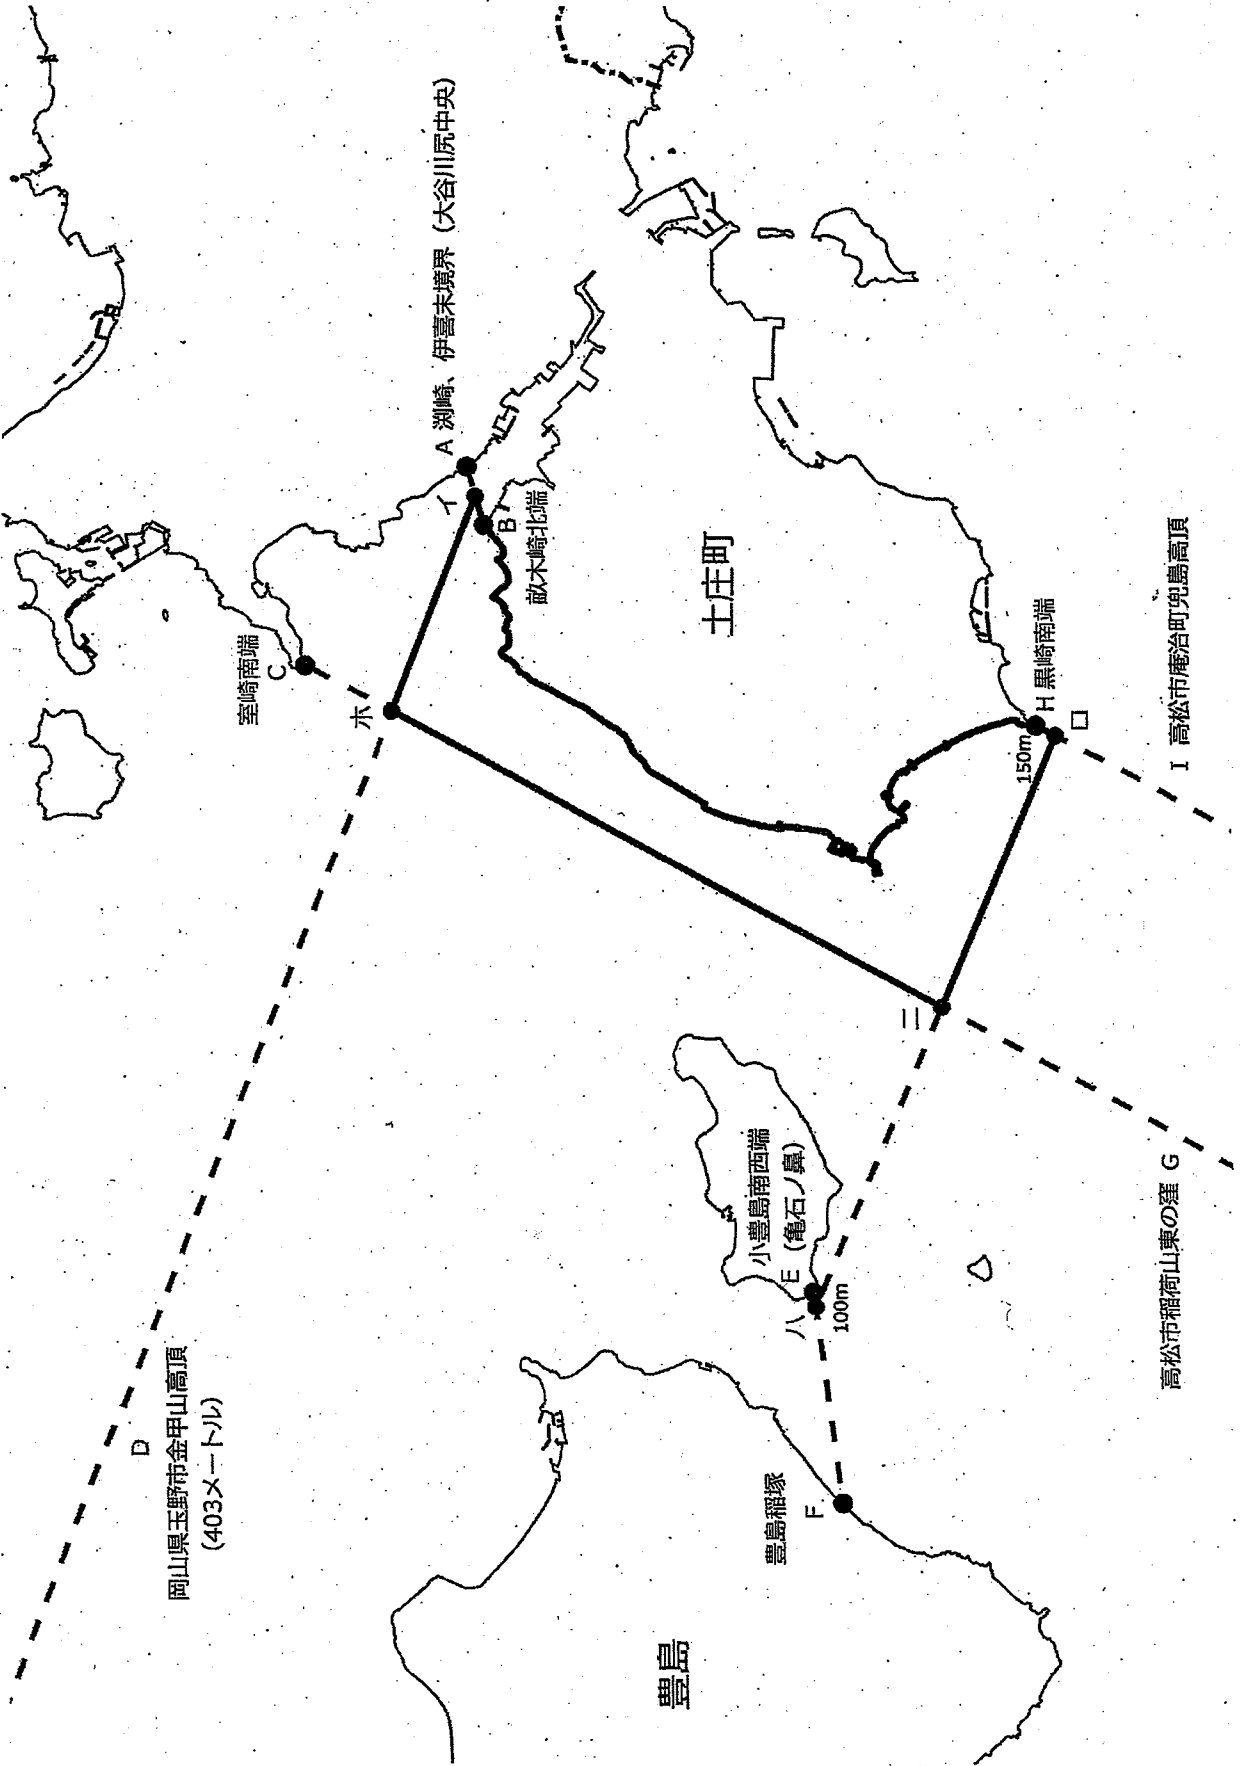 A 渕崎、伊喜末境界（大谷川尻中央）
イ
B
畝木崎北端
室崎南端
C
ホ
土庄町
H 黒崎南端
150m
ロ
I 高松市庵治町兜島高頂
ニ
高松市稲荷山東の窪 G
小豊島南西端
E （亀石ノ鼻）
ハ
100m
D
岡山県玉野市金甲山高頂
(403メートル)
豊島稲塚
F
豊島